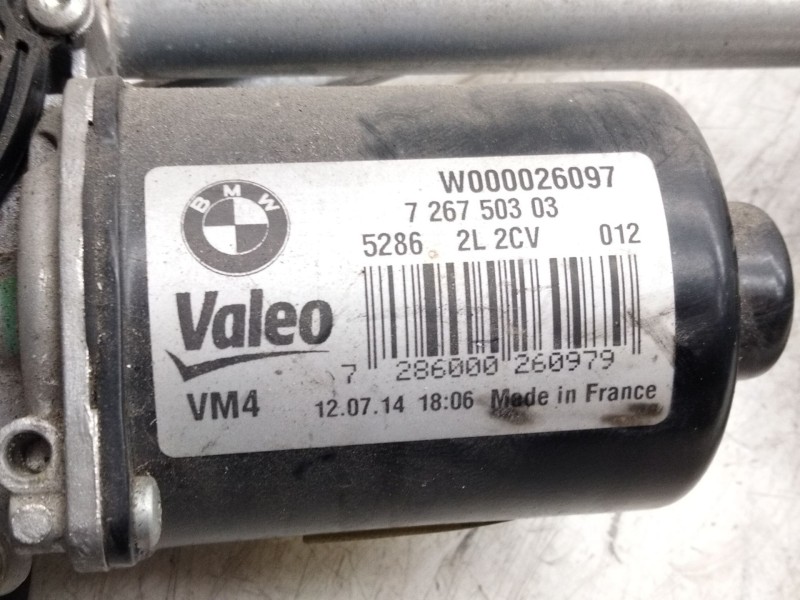 BMW
W000026097
7 267 503 03
5286 2L 2CV 012
Valeo
7 286000 260979
VM4 12.07.14 18:06 Made in France